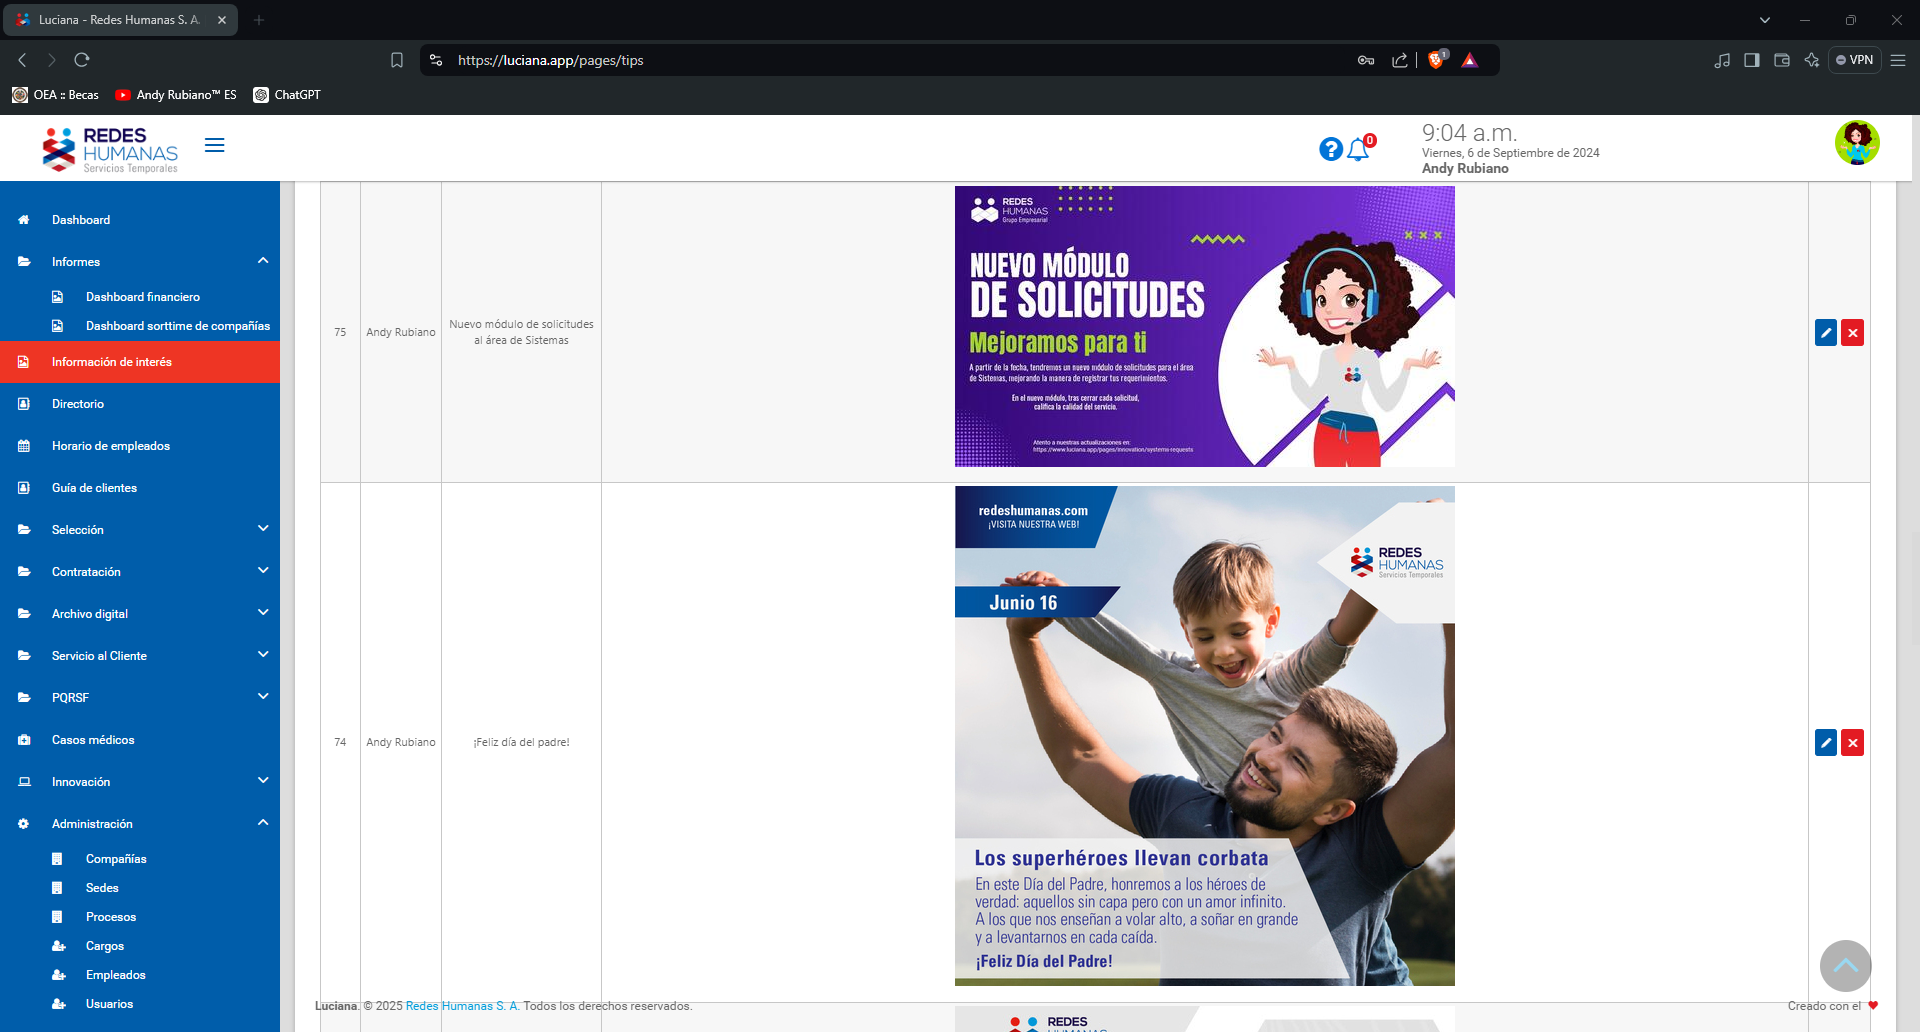 Luciana - Redes Humanas S. A.
https://luciana.app/pages/tips
1
VPN
OEA :: Becas
Andy Rubiano™ ES
ChatGPT
REDES
HUMANAS
Servicios Temporales
0
9:04 a.m.
Viernes, 6 de Septiembre de 2024
Andy Rubiano
Dashboard
Informes
Dashboard financiero
Dashboard sorttime de compañías
Información de interés
Directorio
Horario de empleados
Guía de clientes
Selección
Contratación
Archivo digital
Servicio al Cliente
PQRSF
Casos médicos
Innovación
Administración
Compañías
Sedes
Procesos
Cargos
Empleados
Usuarios
75
Andy Rubiano
Nuevo módulo de solicitudes
al área de Sistemas
REDES
HUMANAS
Grupo Empresarial
NUEVO MÓDULO
DE SOLICITUDES
Mejoramos para ti
A partir de la fecha, tendremos un nuevo módulo de solicitudes para el área
de Sistemas, mejorando la manera de registrar tus requerimientos.
En el nuevo módulo, tras cerrar cada solicitud,
califica la calidad del servicio.
Atento a nuestras actualizaciones en:
https://www.luciana.app/pages/innovation/systems-requests
74
Andy Rubiano
¡Feliz día del padre!
redeshumanas.com
¡VISITA NUESTRA WEB!
REDES
HUMANAS
Servicios Temporales
Junio 16
Los superhéroes llevan corbata
En este Día del Padre, honremos a los héroes de
verdad: aquellos sin capa pero con un amor infinito.
A los que nos enseñan a volar alto, a soñar en grande
y a levantarnos en cada caída.
¡Feliz Día del Padre!
Luciana. © 2025 Redes Humanas S. A. Todos los derechos reservados.
Creado con el
REDES
HUMANAS